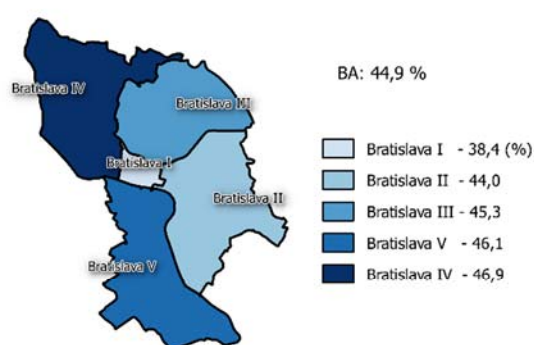 BA: 44,9 %
Bratislava IV
Bratislava III
Bratislava I
Bratislava II
Bratislava V
Bratislava I - 38,4 (%)
Bratislava II - 44,0
Bratislava III - 45,3
Bratislava V - 46,1
Bratislava IV - 46,9